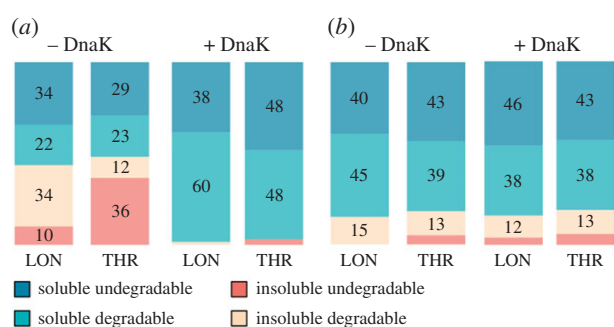 (a) (b)
– DnaK + DnaK – DnaK + DnaK
34 29 38 48 40 43 46 43
22 23 60 48 45 39 38 38
34 12 15 13 12 13
10 36
LON THR LON THR LON THR LON THR
soluble undegradable insoluble undegradable
soluble degradable insoluble degradable